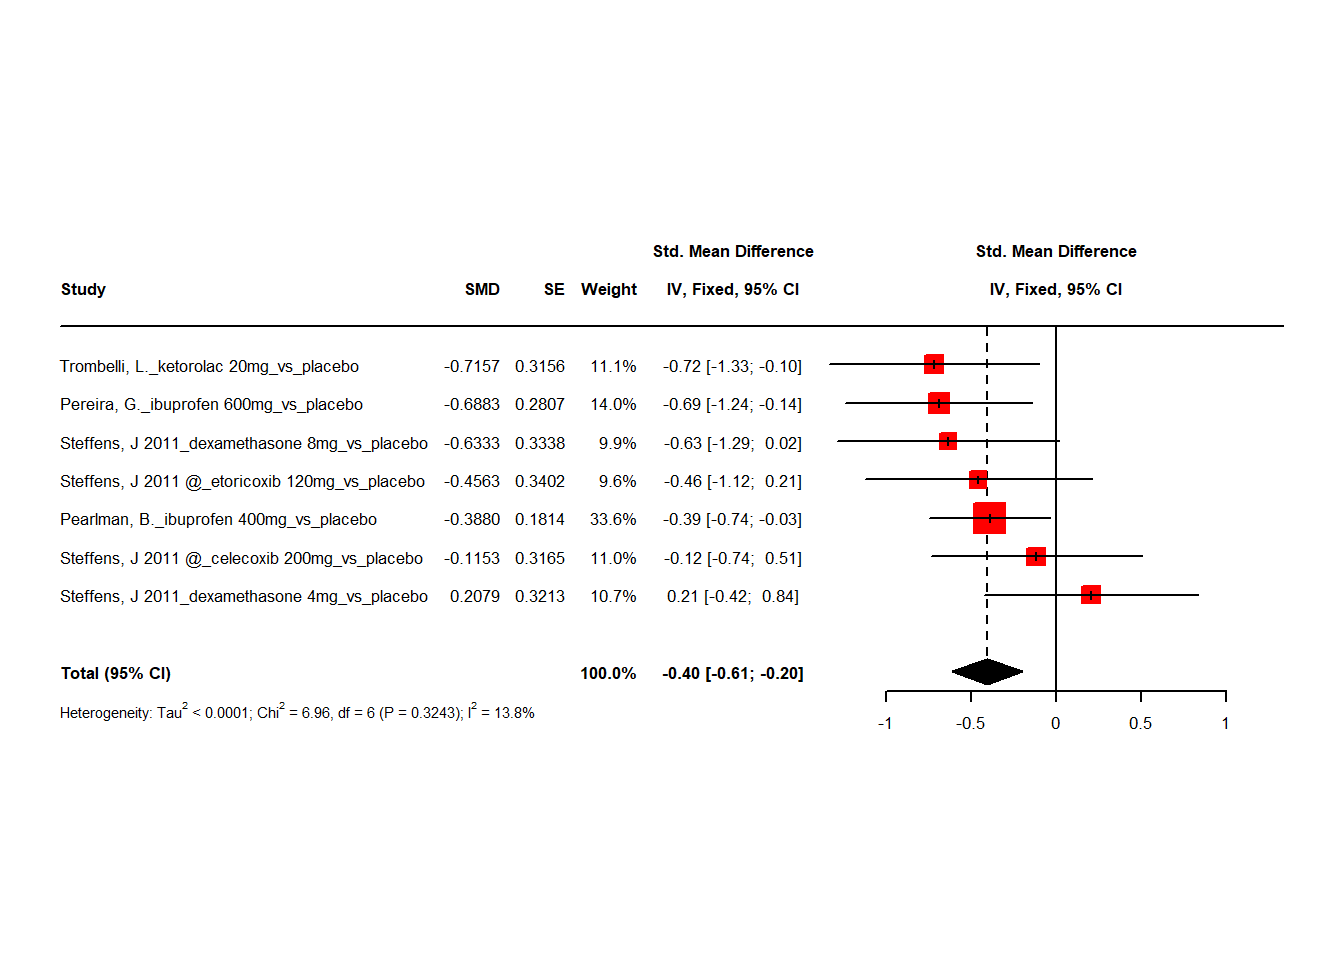 Std. Mean Difference Std. Mean Difference
Study SMD SE Weight IV, Fixed, 95% CI IV, Fixed, 95% CI
Trombelli, L._ketorolac 20mg_vs_placebo -0.7157 0.3156 11.1% -0.72 [-1.33; -0.10]
Pereira, G._ibuprofen 600mg_vs_placebo -0.6883 0.2807 14.0% -0.69 [-1.24; -0.14]
Steffens, J 2011_dexamethasone 8mg_vs_placebo -0.6333 0.3338 9.9% -0.63 [-1.29; 0.02]
Steffens, J 2011 @_etoricoxib 120mg_vs_placebo -0.4563 0.3402 9.6% -0.46 [-1.12; 0.21]
Pearlman, B._ibuprofen 400mg_vs_placebo -0.3880 0.1814 33.6% -0.39 [-0.74; -0.03]
Steffens, J 2011 @_celecoxib 200mg_vs_placebo -0.1153 0.3165 11.0% -0.12 [-0.74; 0.51]
Steffens, J 2011_dexamethasone 4mg_vs_placebo 0.2079 0.3213 10.7% 0.21 [-0.42; 0.84]
Total (95% CI) 100.0% -0.40 [-0.61; -0.20]
Heterogeneity: Tau² < 0.0001; Chi² = 6.96, df = 6 (P = 0.3243); I² = 13.8%
-1 -0.5 0 0.5 1